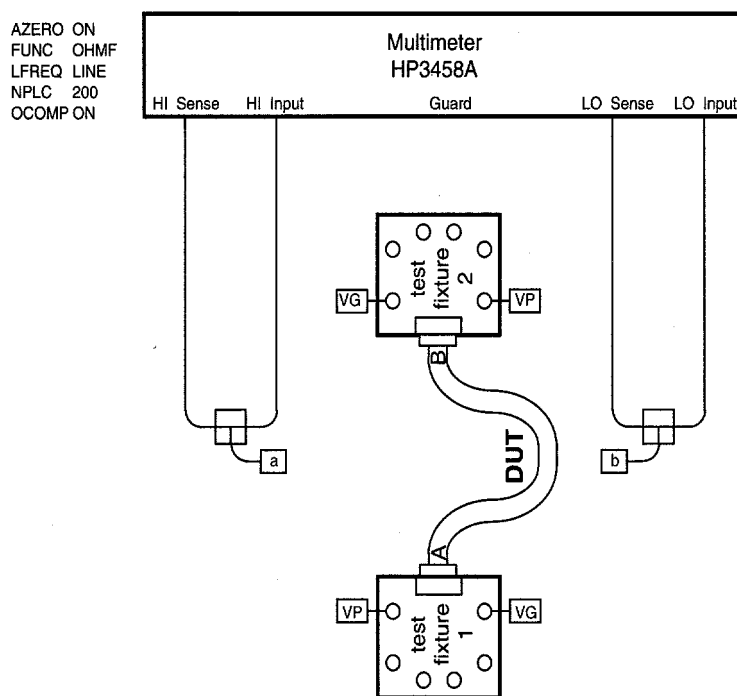 AZERO ON
FUNC OHMF
LFREQ LINE
NPLC 200
OCOMP ON
Multimeter
HP3458A
HI Sense HI Input Guard LO Sense LO Input
test
fixture
2
VG
VP
B
DUT
a
b
A
VP
VG
test
fixture
1